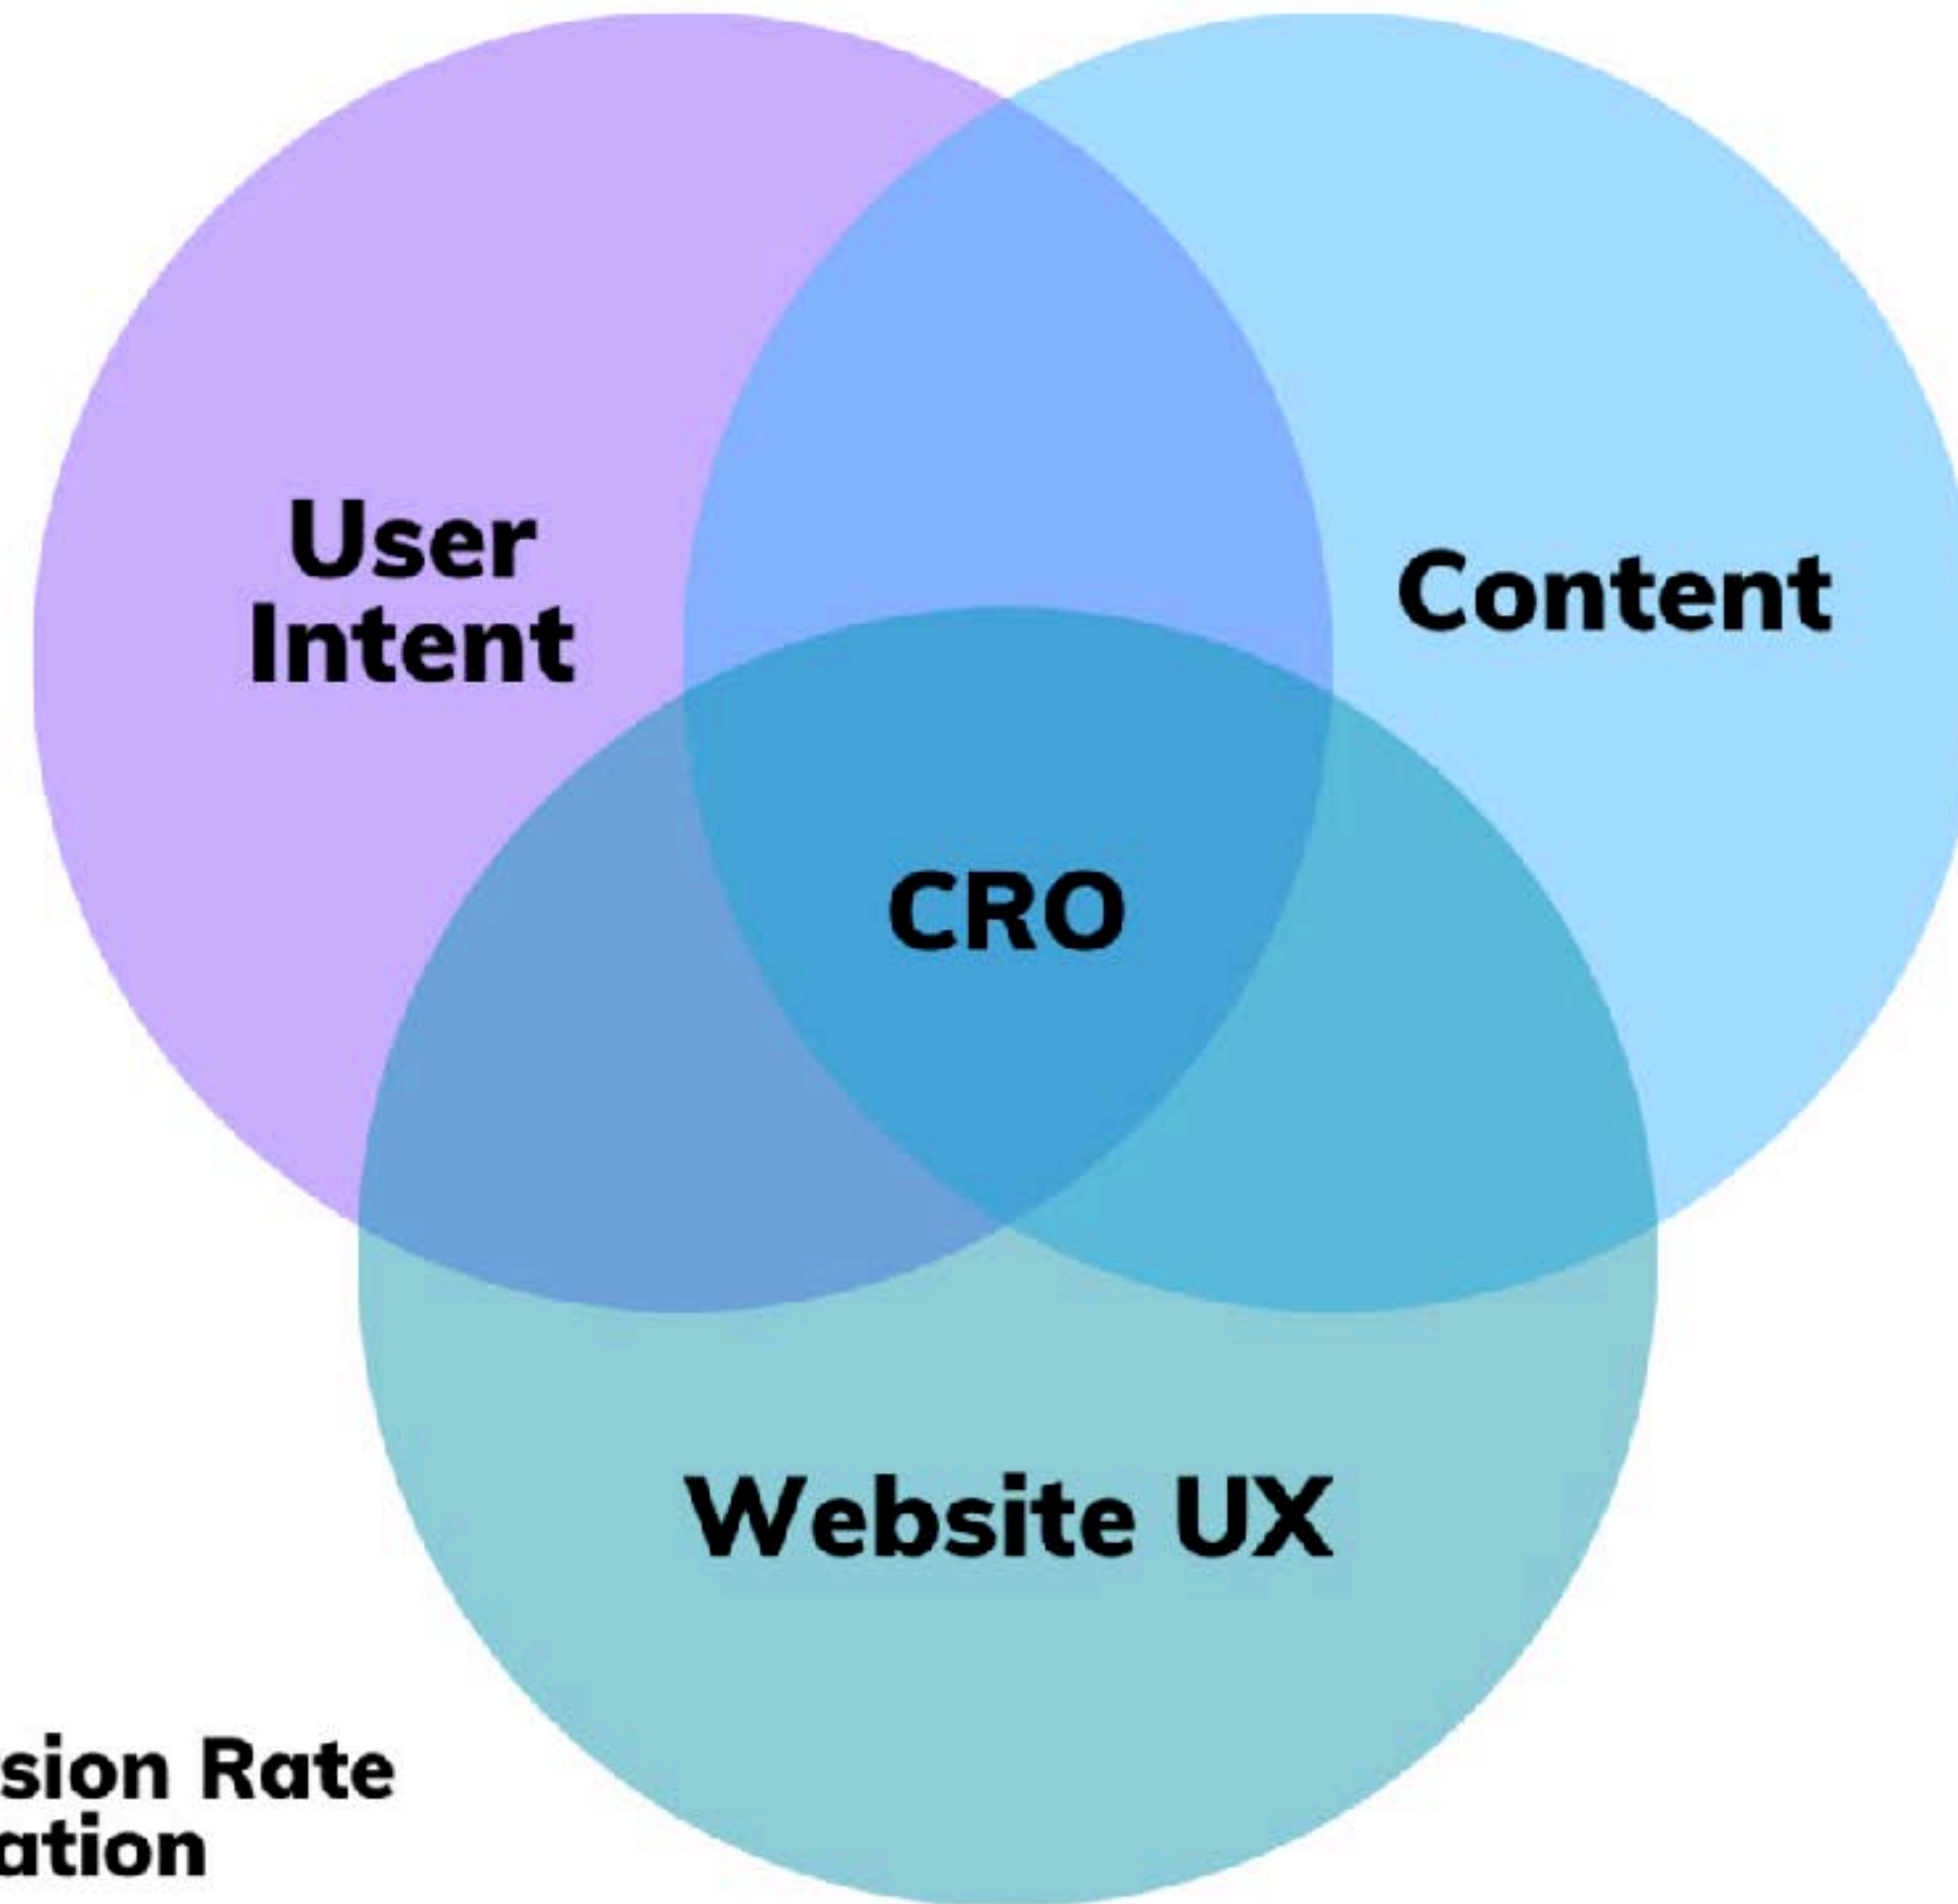 User
Intent
Content
CRO
Website UX
sion Rate
ation